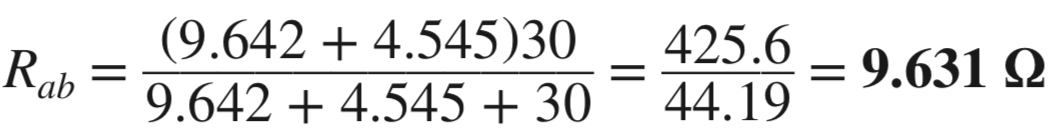 R_ab = (9.642 + 4.545)30 / 9.642 + 4.545 + 30 = 425.6 / 44.19 = 9.631 Ω